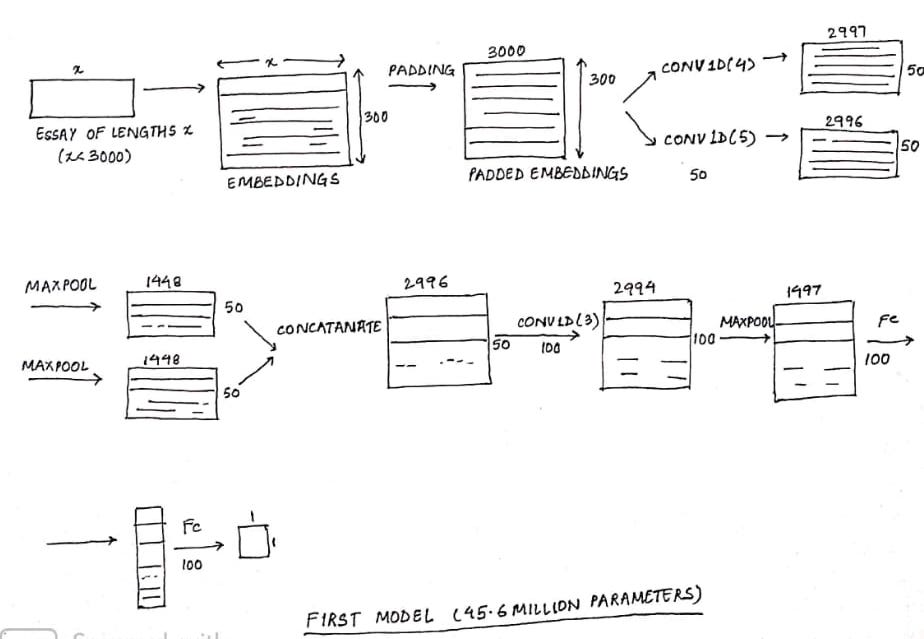 x
ESSAY OF LENGTHS x
(x<3000)
x
300
EMBEDDINGS
PADDING
3000
300
PADDED EMBEDDINGS
CONV 1D(4)
2997
50
CONV 1D(5)
50
2996
50
MAXPOOL
1448
50
MAXPOOL
1448
50
CONCATANATE
2996
50
CONV1D(3)
100
2994
100
MAXPOOL
1497
FC
100
FC
100
1
1
FIRST MODEL (45.6 MILLION PARAMETERS)